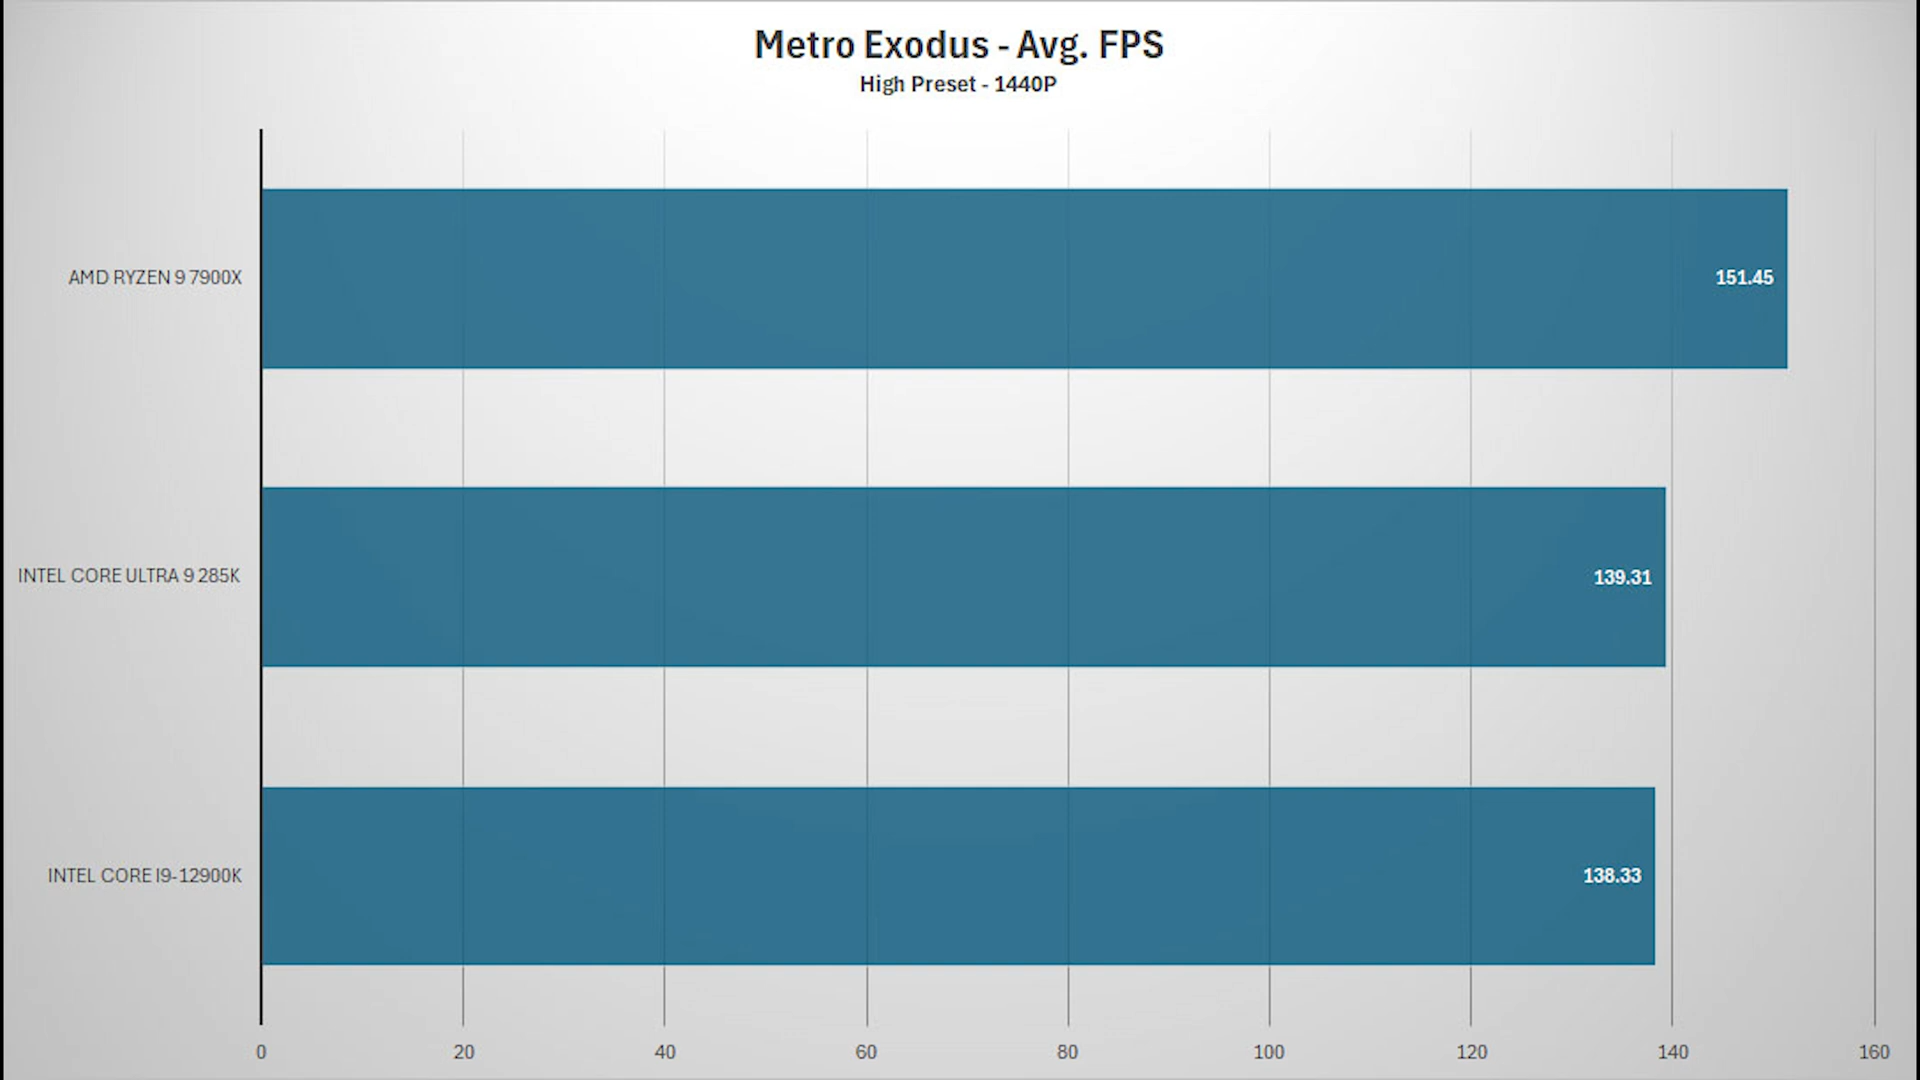 Metro Exodus - Avg. FPS
High Preset - 1440P
AMD RYZEN 9 7900X
151.45
INTEL CORE ULTRA 9 285K
139.31
INTEL CORE I9-12900K
138.33
0 20 40 60 80 100 120 140 160